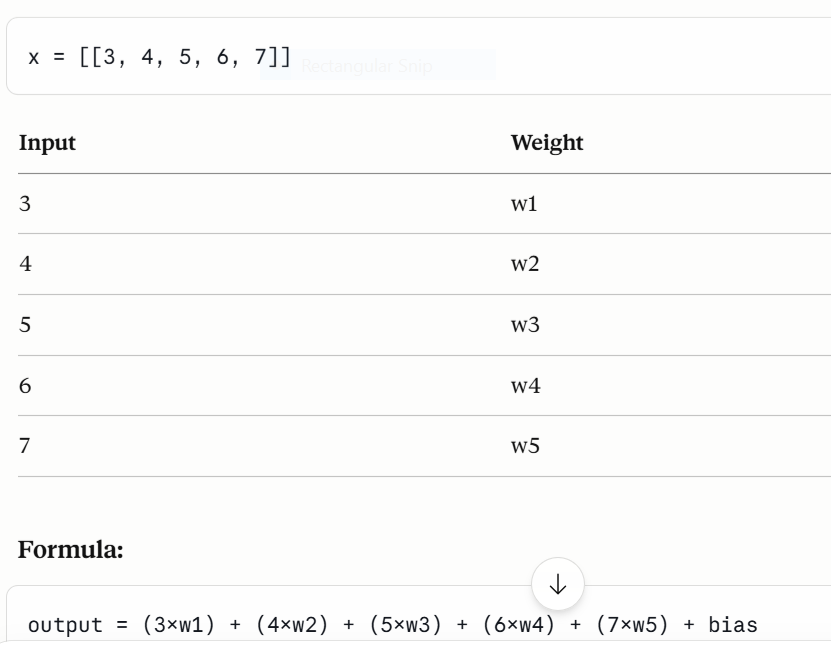 x = [[3, 4, 5, 6, 7]]
Rectangular Snip
Input Weight
3 w1
4 w2
5 w3
6 w4
7 w5
Formula:
output = (3×w1) + (4×w2) + (5×w3) + (6×w4) + (7×w5) + bias